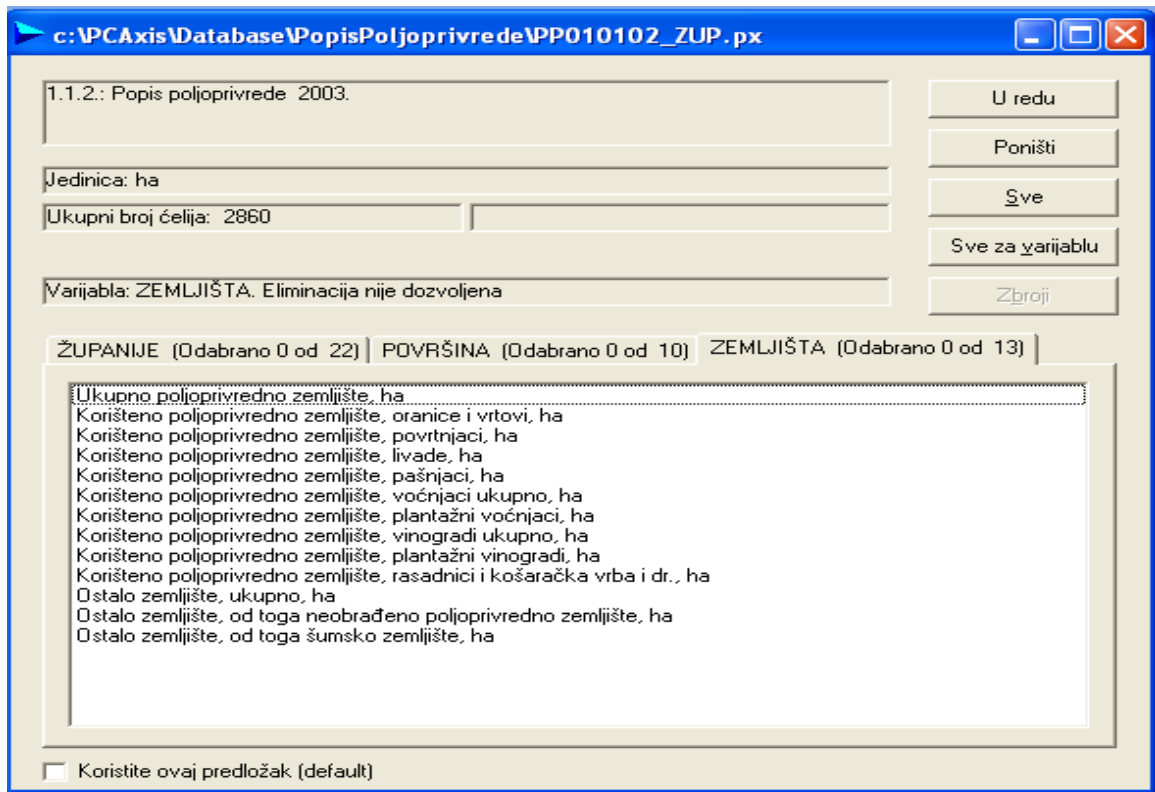 c:\PCAxis\Database\PopisPoljoprivrede\PP010102_ZUP.px
1.1.2.: Popis poljoprivrede  2003.
U redu
Poništi
Jedinica: ha
Sve
Ukupni broj ćelija:  2860
Sve za varijablu
Varijabla: ZEMLJIŠTA. Eliminacija nije dozvoljena
Zbroji
ŽUPANIJE  (Odabrano 0 od  22) POVRŠINA  (Odabrano 0 od  10) ZEMLJIŠTA  (Odabrano 0 od  13)
Ukupno poljoprivredno zemljište, ha
Korišteno poljoprivredno zemljište, oranice i vrtovi, ha
Korišteno poljoprivredno zemljište, povrtnjaci, ha
Korišteno poljoprivredno zemljište, livade, ha
Korišteno poljoprivredno zemljište, pašnjaci, ha
Korišteno poljoprivredno zemljište, voćnjaci ukupno, ha
Korišteno poljoprivredno zemljište, plantažni voćnjaci, ha
Korišteno poljoprivredno zemljište, vinogradi ukupno, ha
Korišteno poljoprivredno zemljište, plantažni vinogradi, ha
Korišteno poljoprivredno zemljište, rasadnici i košaračka vrba i dr., ha
Ostalo zemljište, ukupno, ha
Ostalo zemljište, od toga neobrađeno poljoprivredno zemljište, ha
Ostalo zemljište, od toga šumsko zemljište, ha
Koristite ovaj predložak (default)